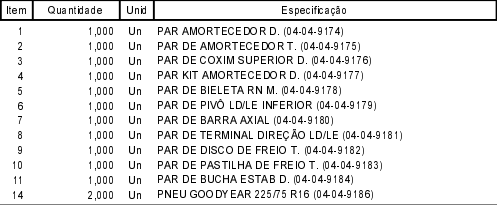 Item Quantidade Unid Especificação
1 1,000 Un PAR AMORTECEDOR D. (04-04-9174)
2 1,000 Un PAR DE AMORTECEDOR T. (04-04-9175)
3 1,000 Un PAR DE COXIM SUPERIOR D. (04-04-9176)
4 1,000 Un PAR KIT AMORTECEDOR D. (04-04-9177)
5 1,000 Un PAR DE BIELETA RN M. (04-04-9178)
6 1,000 Un PAR DE PIVÔ LD/LE INFERIOR (04-04-9179)
7 1,000 Un PAR DE BARRA AXIAL (04-04-9180)
8 1,000 Un PAR DE TERMINAL DIREÇÃO LD/LE (04-04-9181)
9 1,000 Un PAR DE DISCO DE FREIO T. (04-04-9182)
10 1,000 Un PAR DE PASTILHA DE FREIO T. (04-04-9183)
11 1,000 Un PAR DE BUCHA ESTAB D. (04-04-9184)
14 2,000 Un PNEU GOODYEAR 225/75 R16 (04-04-9186)